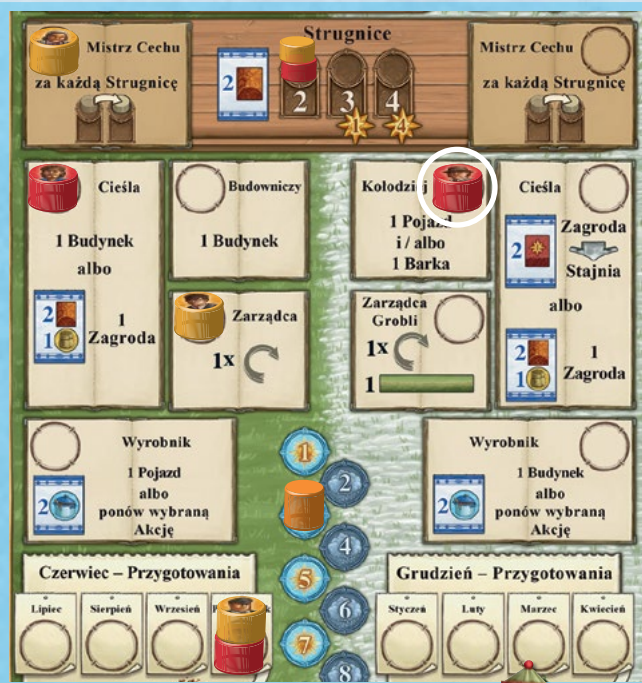 Strugnice
Mistrz Cechu
za każdą Strugnicę
2
2
3
4
1
4
Mistrz Cechu
za każdą Strugnicę
Cieśla
1 Budynek
albo
2
1
1
Zagroda
Budowniczy
1 Budynek
Zarządca
1x
Kołodziej
1 Pojazd
i / albo
1 Barka
Zarządca
Grobli
1x
1
Cieśla
2
Zagroda
Stajnia
albo
2
1
1
Zagroda
Wyrobnik
1 Pojazd
2
albo
ponów wybraną
Akcję
1
2
4
5
6
7
8
Wyrobnik
1 Budynek
2
albo
ponów wybraną
Akcję
Czerwiec – Przygotowania
Lipiec
Sierpień
Wrzesień
Grudzień – Przygotowania
Styczeń
Luty
Marzec
Kwiecień